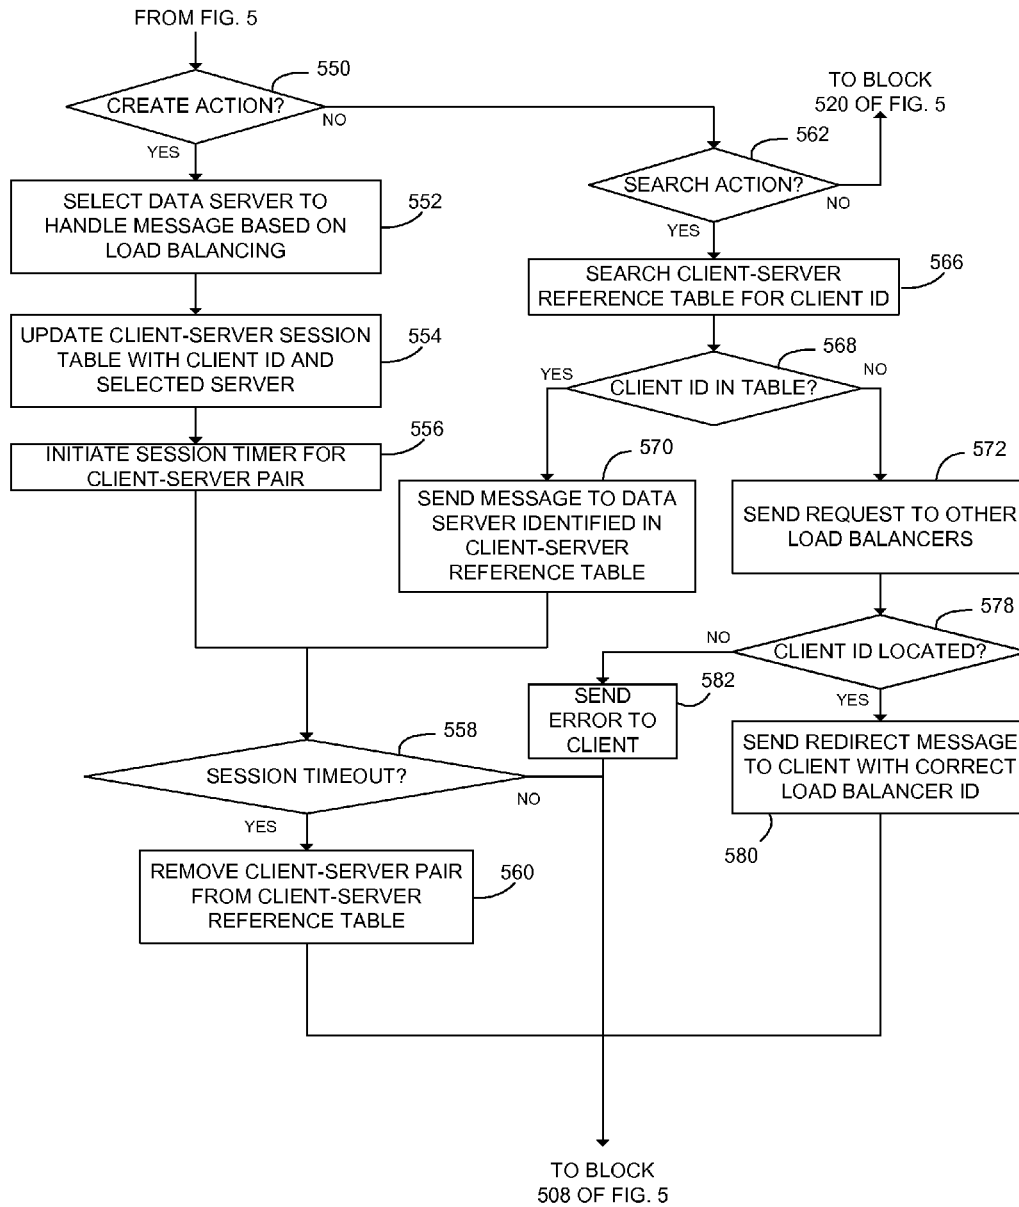 FROM FIG. 5
550
CREATE ACTION?
NO
YES
TO BLOCK
520 OF FIG. 5
562
SEARCH ACTION?
NO
YES
SELECT DATA SERVER TO
HANDLE MESSAGE BASED ON
LOAD BALANCING
552
SEARCH CLIENT-SERVER
REFERENCE TABLE FOR CLIENT ID
566
UPDATE CLIENT-SERVER SESSION
TABLE WITH CLIENT ID AND
SELECTED SERVER
554
568
YES
CLIENT ID IN TABLE?
NO
INITIATE SESSION TIMER FOR
CLIENT-SERVER PAIR
556
570
SEND MESSAGE TO DATA
SERVER IDENTIFIED IN
CLIENT-SERVER
REFERENCE TABLE
572
SEND REQUEST TO OTHER
LOAD BALANCERS
578
NO
CLIENT ID LOCATED?
YES
582
SEND
ERROR TO
CLIENT
558
SESSION TIMEOUT?
NO
YES
SEND REDIRECT MESSAGE
TO CLIENT WITH CORRECT
LOAD BALANCER ID
580
REMOVE CLIENT-SERVER PAIR
FROM CLIENT-SERVER
REFERENCE TABLE
560
TO BLOCK
508 OF FIG. 5